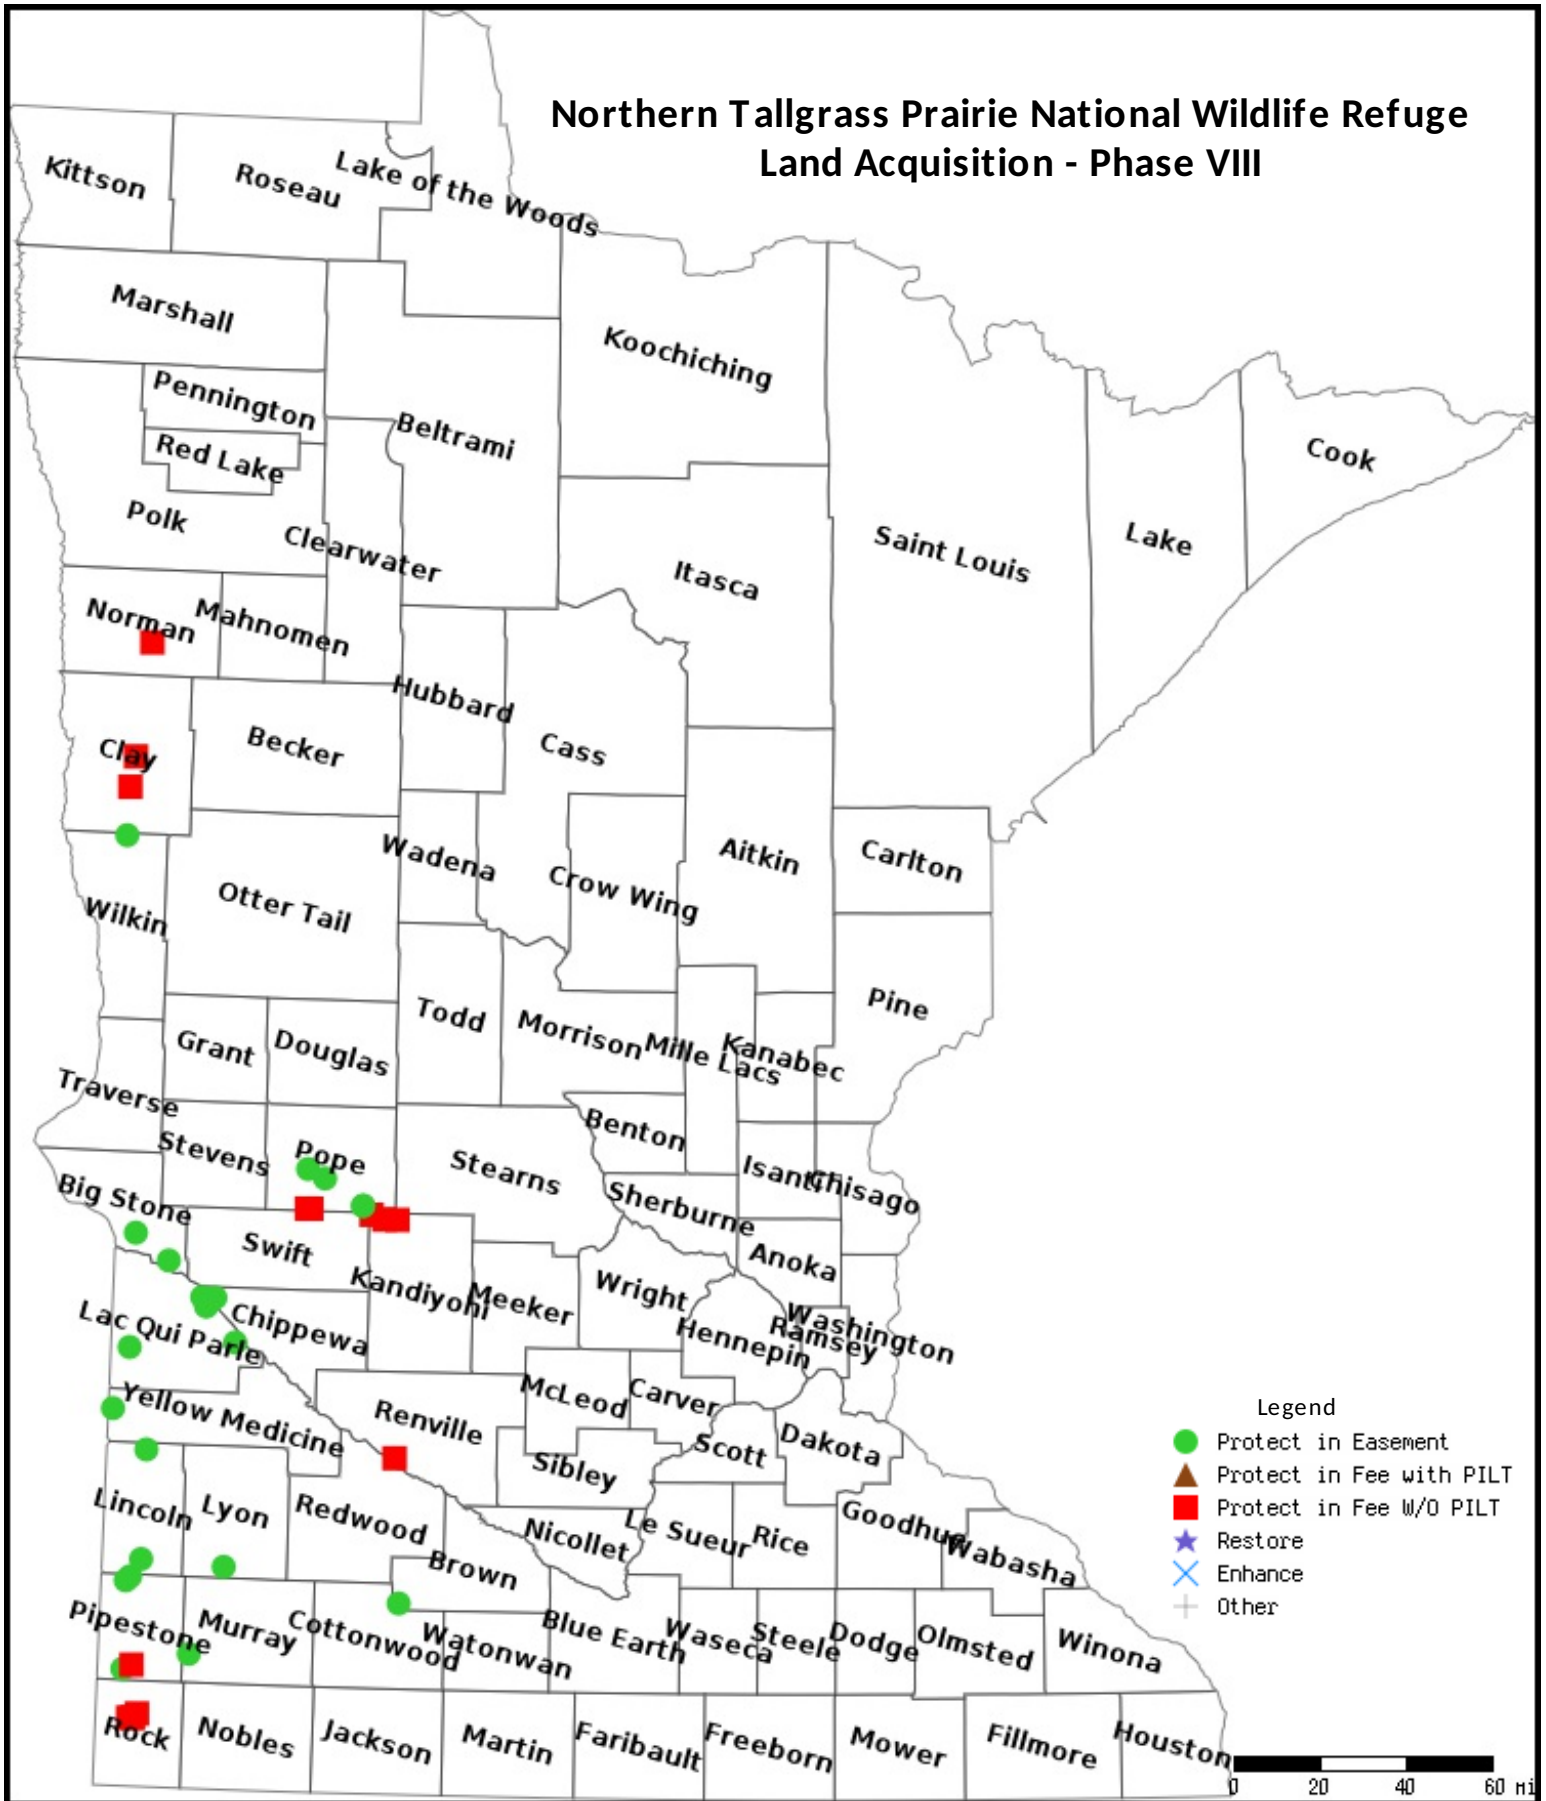 Northern Tallgrass Prairie National Wildlife Refuge
Land Acquisition - Phase VIII
Kittson
Roseau
Lake of the Woods
Marshall
Koochiching
Pennington
Beltrami
Red Lake
Cook
Polk
Clearwater
Saint Louis
Lake
Itasca
Norman
Mahnomen
Hubbard
Clay
Becker
Cass
Wadena
Aitkin
Carlton
Crow Wing
Otter Tail
Wilkin
Todd
Morrison
Pine
Grant
Douglas
Mille Lacs
Kanabec
Traverse
Benton
Stevens
Pope
Stearns
Isanti
Chisago
Big Stone
Sherburne
Swift
Anoka
Kandiyohi
Meeker
Wright
Lac Qui Parle
Chippewa
Hennepin
Ramsey
Washington
McLeod
Carver
Yellow Medicine
Renville
Scott
Dakota
Sibley
Lincoln
Lyon
Redwood
Nicollet
Le Sueur
Rice
Goodhue
Wabasha
Brown
Pipestone
Murray
Cottonwood
Watonwan
Blue Earth
Waseca
Steele
Dodge
Olmsted
Winona
Rock
Nobles
Jackson
Martin
Faribault
Freeborn
Mower
Fillmore
Houston
Legend
Protect in Easement
Protect in Fee with PILT
Protect in Fee W/O PILT
Restore
Enhance
Other
0 20 40 60 mi